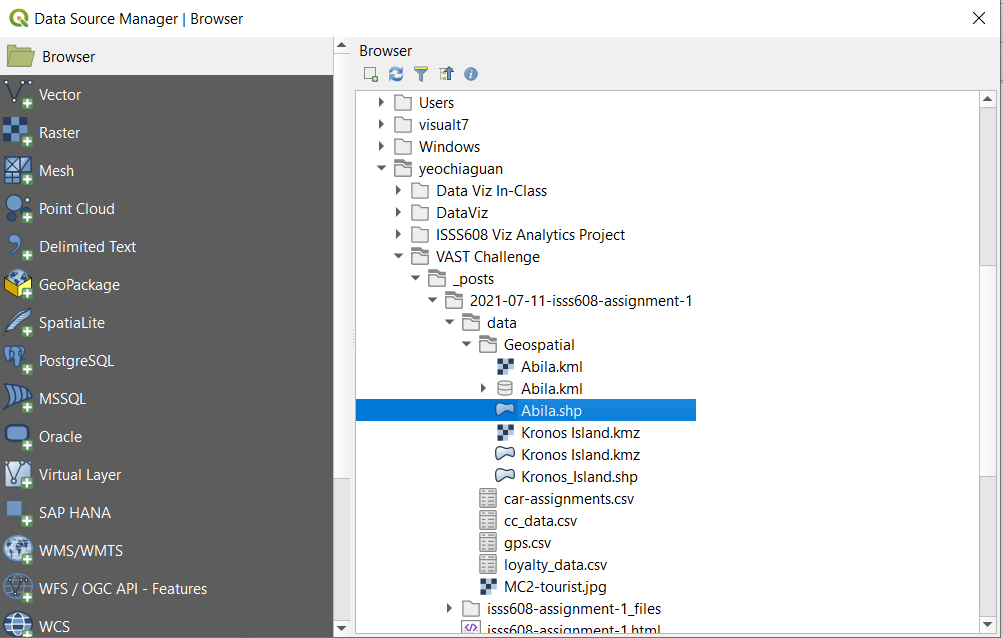 Data Source Manager | Browser
Browser
Vector
Raster
Mesh
Point Cloud
Delimited Text
GeoPackage
SpatiaLite
PostgreSQL
MSSQL
Oracle
Virtual Layer
SAP HANA
WMS/WMTS
WFS / OGC API - Features
WCS
Browser
Users
visualt7
Windows
yeochiaguan
Data Viz In-Class
DataViz
ISSS608 Viz Analytics Project
VAST Challenge
_posts
2021-07-11-isss608-assignment-1
data
Geospatial
Abila.kml
Abila.kml
Abila.shp
Kronos Island.kmz
Kronos Island.kmz
Kronos_Island.shp
car-assignments.csv
cc_data.csv
gps.csv
loyalty_data.csv
MC2-tourist.jpg
isss608-assignment-1_files
isss608-assignment-1.html